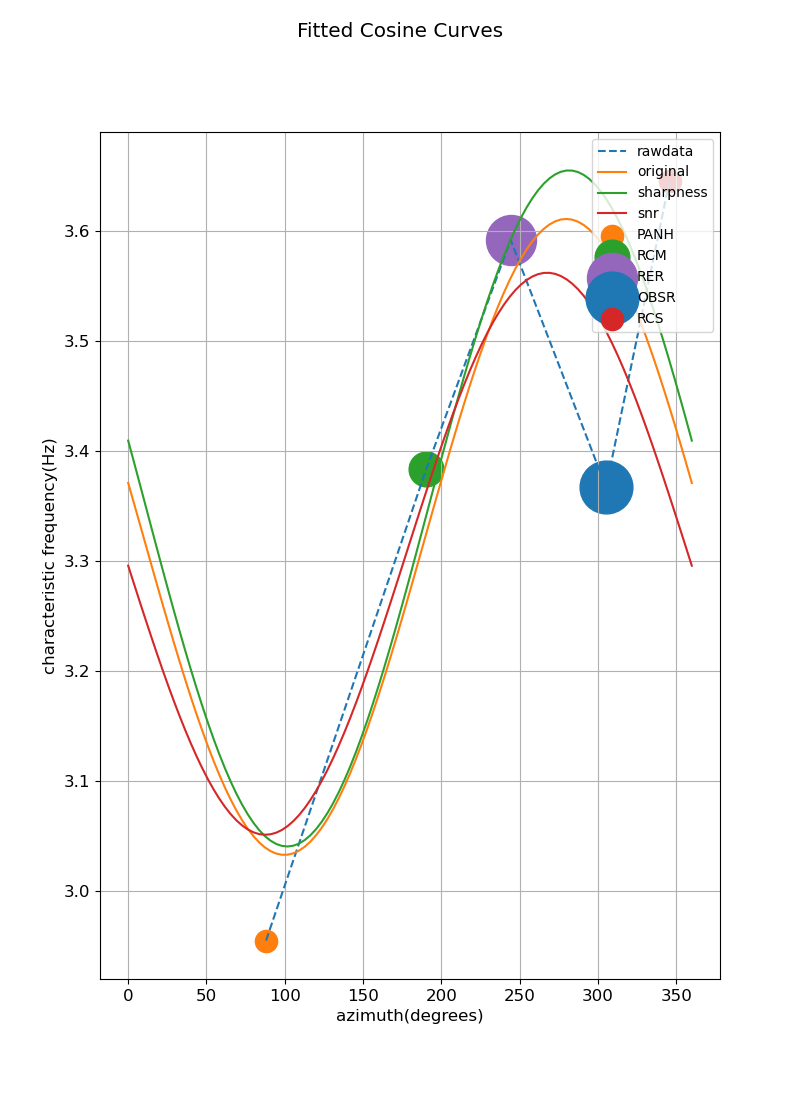 Fitted Cosine Curves
rawdata
original
sharpness
snr
PANH
RCM
RER
OBSR
RCS
3.6
3.5
3.4
3.3
3.2
3.1
3.0
characteristic frequency(Hz)
0 50 100 150 200 250 300 350
azimuth(degrees)